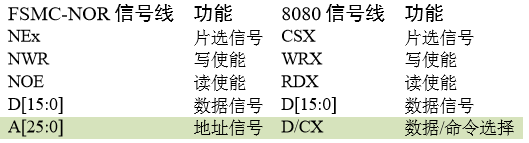 FSMC-NOR 信号线 功能 8080 信号线 功能
NEx 片选信号 CSX 片选信号
NWR 写使能 WRX 写使能
NOE 读使能 RDX 读使能
D[15:0] 数据信号 D[15:0] 数据信号
A[25:0] 地址信号 D/CX 数据/命令选择